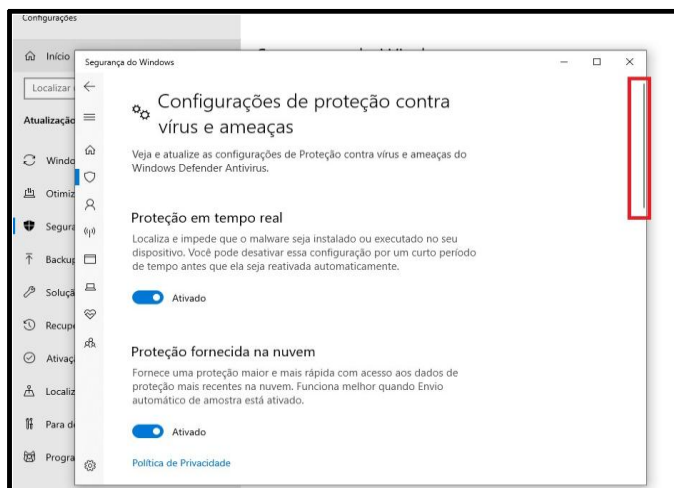 Configurações
Início
Localizar
Atualização
Windo
Otimiz
Segura
Backup
Soluçã
Recupe
Ativaçã
Localiz
Para de
Progra
Segurança do Windows
Configurações de proteção contra
vírus e ameaças
Veja e atualize as configurações de Proteção contra vírus e ameaças do
Windows Defender Antivirus.
Proteção em tempo real
Localiza e impede que o malware seja instalado ou executado no seu
dispositivo. Você pode desativar essa configuração por um curto período
de tempo antes que ela seja reativada automaticamente.
Ativado
Proteção fornecida na nuvem
Fornece uma proteção maior e mais rápida com acesso aos dados de
proteção mais recentes na nuvem. Funciona melhor quando Envio
automático de amostra está ativado.
Ativado
Política de Privacidade